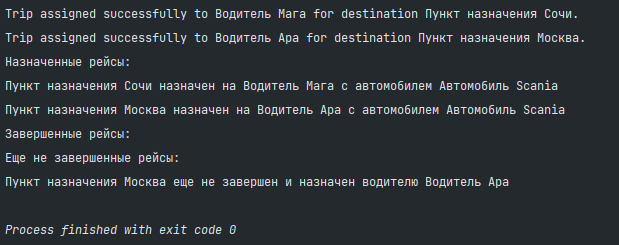 Trip assigned successfully to Водитель Мага for destination Пункт назначения Сочи.
Trip assigned successfully to Водитель Ара for destination Пункт назначения Москва.
Назначенные рейсы:
Пункт назначения Сочи назначен на Водитель Мага с автомобилем Автомобиль Scania
Пункт назначения Москва назначен на Водитель Ара с автомобилем Автомобиль Scania
Завершенные рейсы:
Еще не завершенные рейсы:
Пункт назначения Москва еще не завершен и назначен водителю Водитель Ара
Process finished with exit code 0